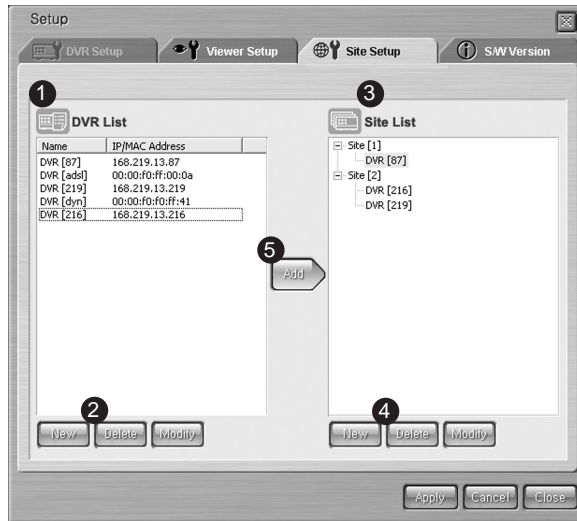 Setup
DVR Setup
Viewer Setup
Site Setup
S/W Version
1
DVR List
Name IP/MAC Address
DVR [87] 168.219.13.87
DVR [adsl] 00:00:f0:ff:00:0a
DVR [219] 168.219.13.219
DVR [dyn] 00:00:f0:f0:ff:41
DVR [216] 168.219.13.216
2
New Delete Modify
5
Add
3
Site List
Site [1]
DVR [87]
Site [2]
DVR [216]
DVR [219]
4
New Delete Modify
Apply Cancel Close